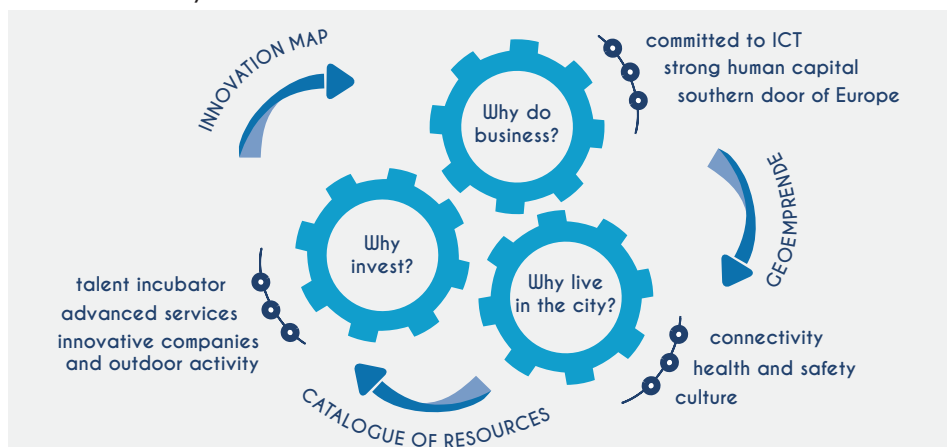 INNOVATION MAP
Why do
business?
committed to ICT
strong human capital
southern door of Europe
GEOEMPRENDE
Why
invest?
talent incubator
advanced services
innovative companies
and outdoor activity
Why live
in the city?
connectivity
health and safety
culture
CATALOGUE OF RESOURCES